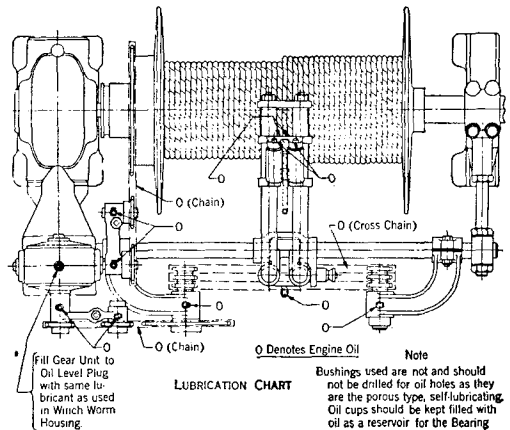 O
O
O (Chain)
O
O (Cross Chain)
O
O
O
O
O (Chain)
O Denotes Engine Oil
Fill Gear Unit to
Oil Level Plug
with same lu-
bricant as used
in Winch Worm
Housing.
LUBRICATION CHART
Note
Bushings used are not and should
not be drilled for oil holes as they
are the porous type, self-lubricating.
Oil cups should be kept filled with
oil as a reservoir for the Bearing